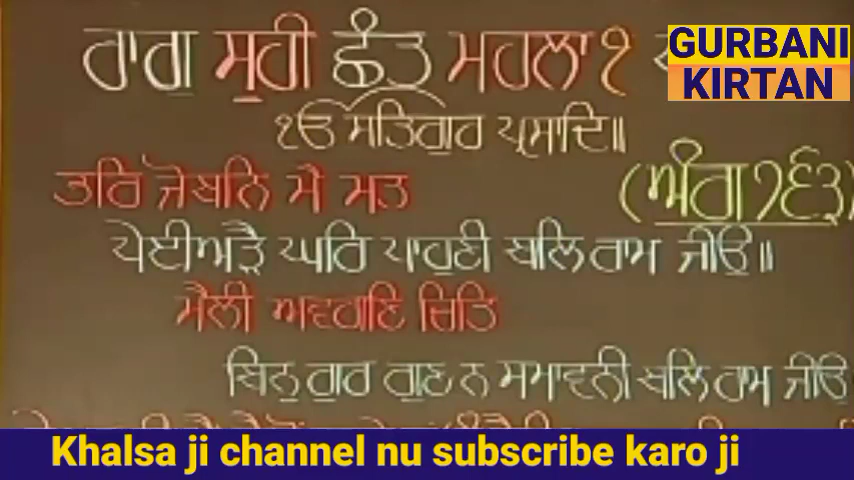 ਰਾਗੁ ਸੂਹੀ ਛੰਤੁ ਮਹਲਾ ੧
GURBANI
KIRTAN
ੴ ਸਤਿਗੁਰ ਪ੍ਰਸਾਦਿ॥
ਭਰਿ ਜੋਬਨਿ ਮੈ ਮਤ
(ਅੰਗ ੭੬੩)
ਪੇਈਅੜੈ ਘਰਿ ਪਾਹੁਣੀ ਬਲਿ ਰਾਮ ਜੀਉ॥
ਮੈਲੀ ਅਵਗਣਿ ਚਿਤਿ
ਬਿਨੁ ਗੁਰ ਗੁਣ ਨ ਸਮਾਵਨੀ ਬਲਿ ਰਾਮ ਜੀਉ
Khalsa ji channel nu subscribe karo ji